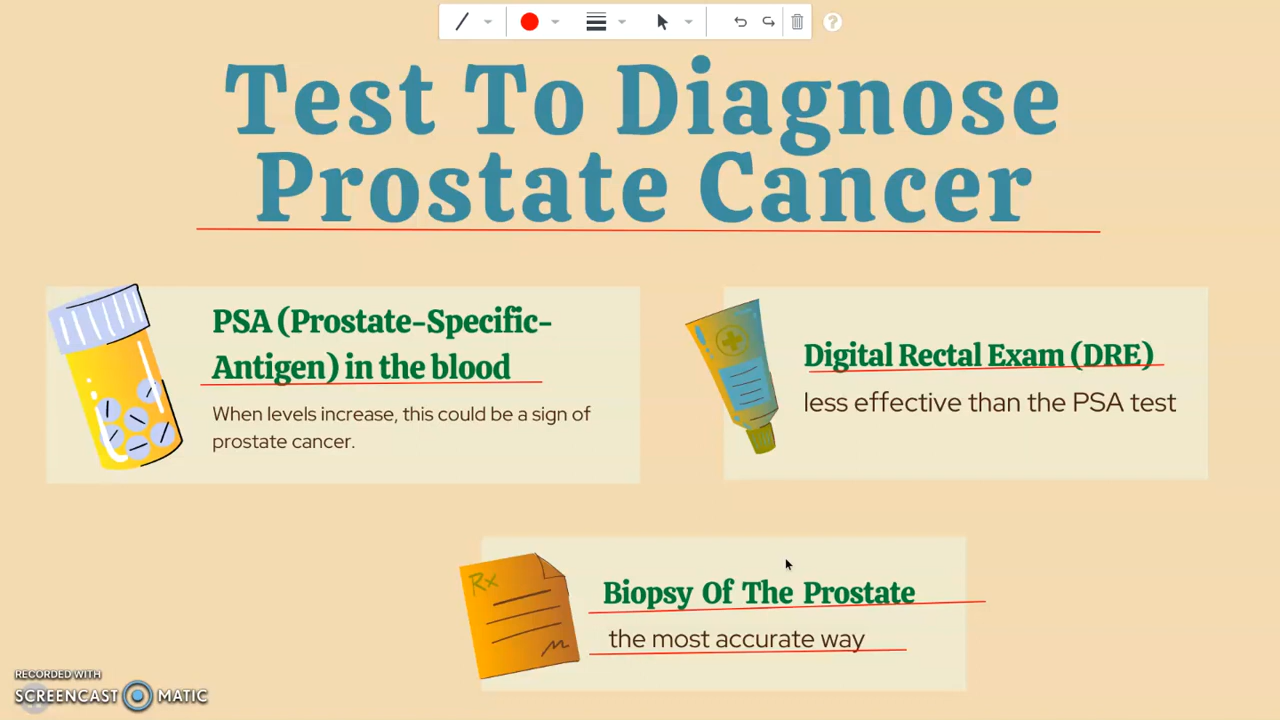 Test To Diagnose
Prostate Cancer
PSA (Prostate-Specific-
Antigen) in the blood
When levels increase, this could be a sign of
prostate cancer.
Digital Rectal Exam (DRE)
less effective than the PSA test
Rx
Biopsy Of The Prostate
the most accurate way
RECORDED WITH
SCREENCAST MATIC
?